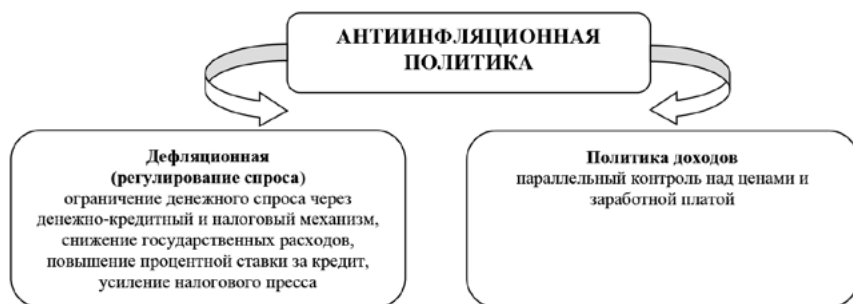 АНТИИНФЛЯЦИОННАЯ
ПОЛИТИКА
Дефляционная
(регулирование спроса)
ограничение денежного спроса через
денежно-кредитный и налоговый механизм,
снижение государственных расходов,
повышение процентной ставки за кредит,
усиление налогового пресса
Политика доходов
параллельный контроль над ценами и
заработной платой